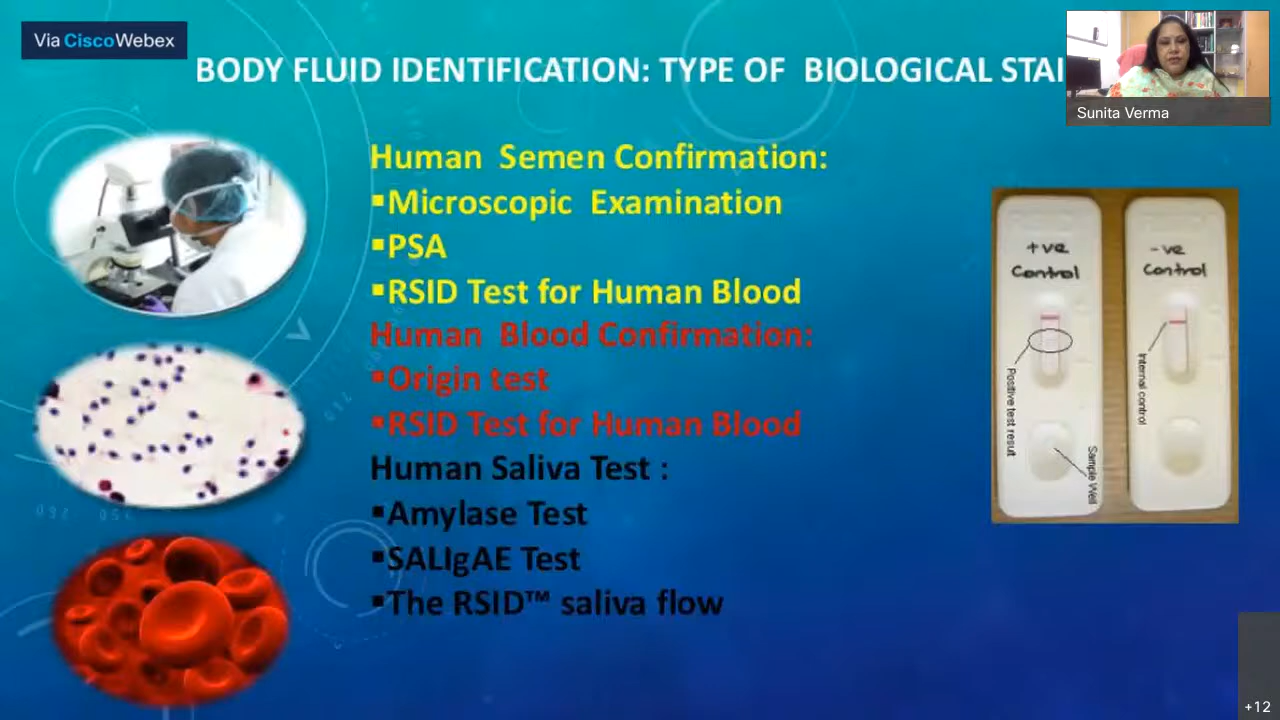 Via CiscoWebex
BODY FLUID IDENTIFICATION: TYPE OF BIOLOGICAL STAI
Sunita Verma
Human Semen Confirmation:
▪Microscopic Examination
▪PSA
▪RSID Test for Human Blood
Human Blood Confirmation:
▪Origin test
▪RSID Test for Human Blood
Human Saliva Test :
▪Amylase Test
▪SALIgAE Test
▪The RSID™ saliva flow
+ve
Control
Positive test result
Sample Well
-ve
Control
Internal control
+12